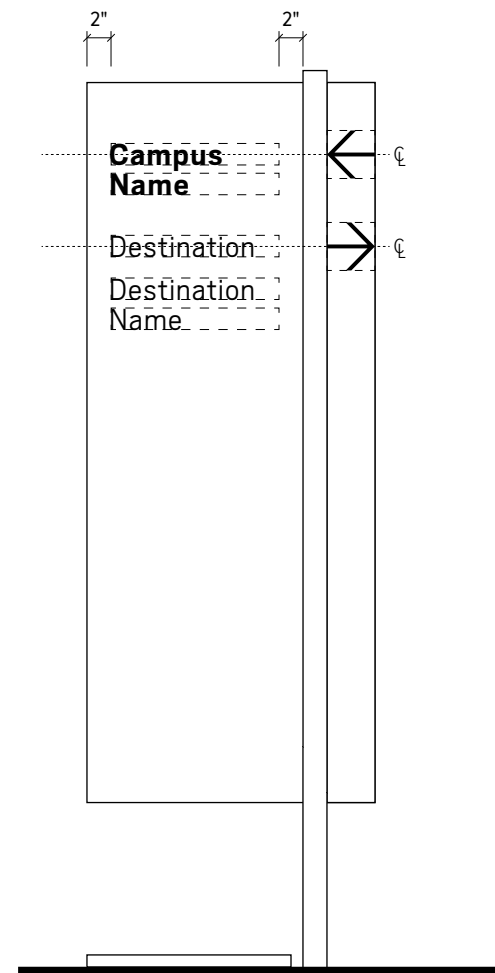 2" 2"
Campus ℄
Name
Destination ℄
Destination
Name